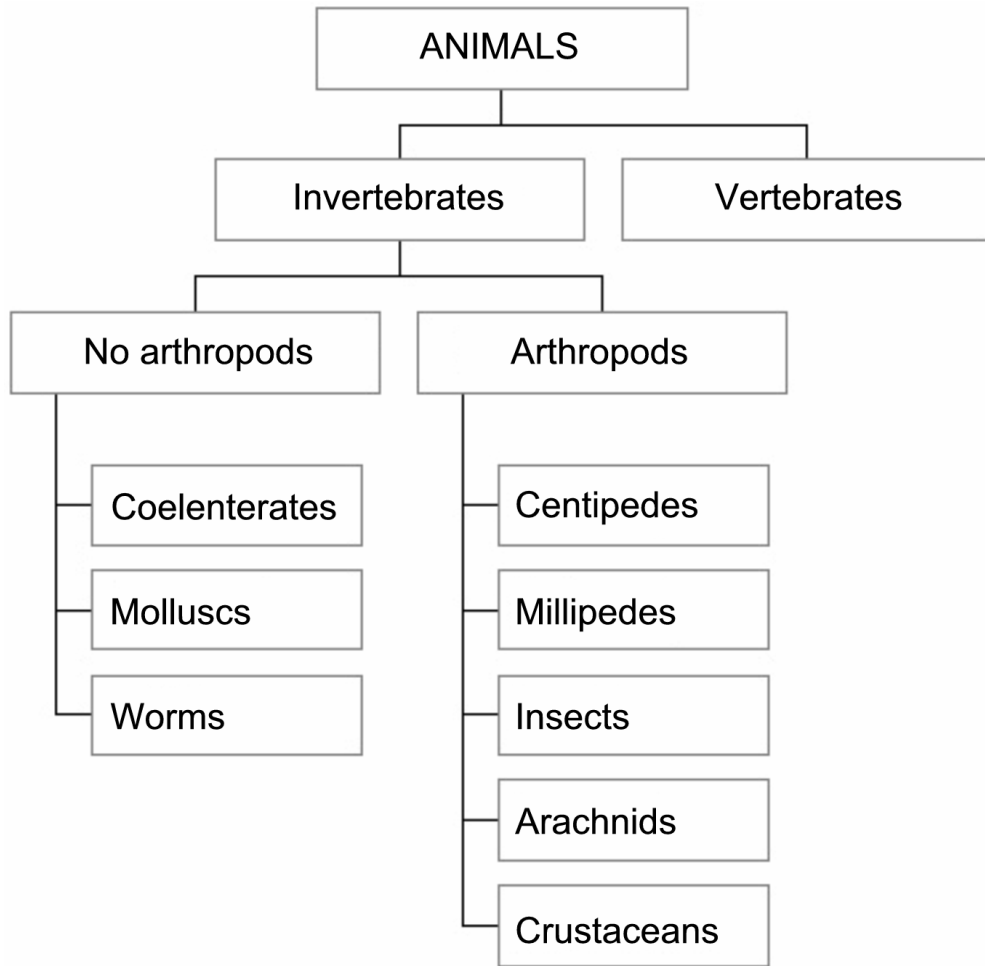 ANIMALS
Invertebrates
Vertebrates
No arthropods
Arthropods
Coelenterates
Molluscs
Worms
Centipedes
Millipedes
Insects
Arachnids
Crustaceans